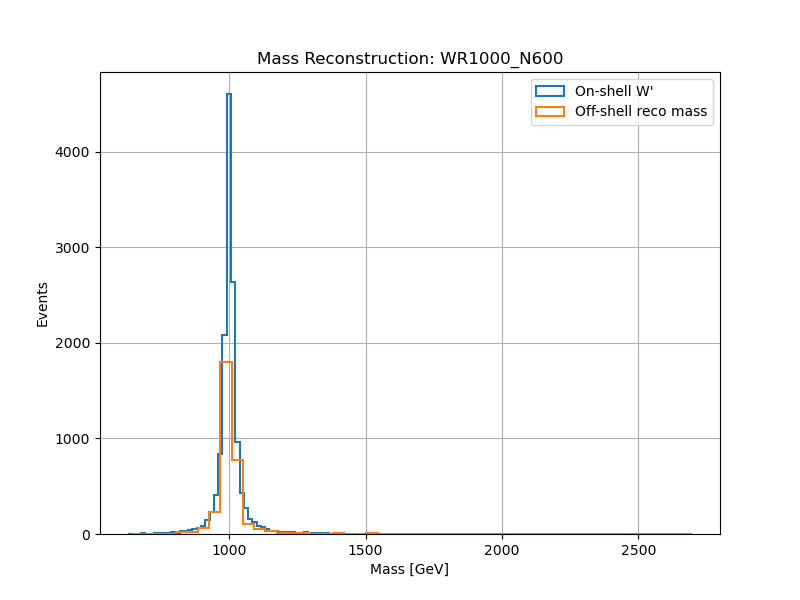 Mass Reconstruction: WR1000_N600
On-shell W'
Off-shell reco mass
Events
4000
3000
2000
1000
0
1000
1500
2000
2500
Mass [GeV]